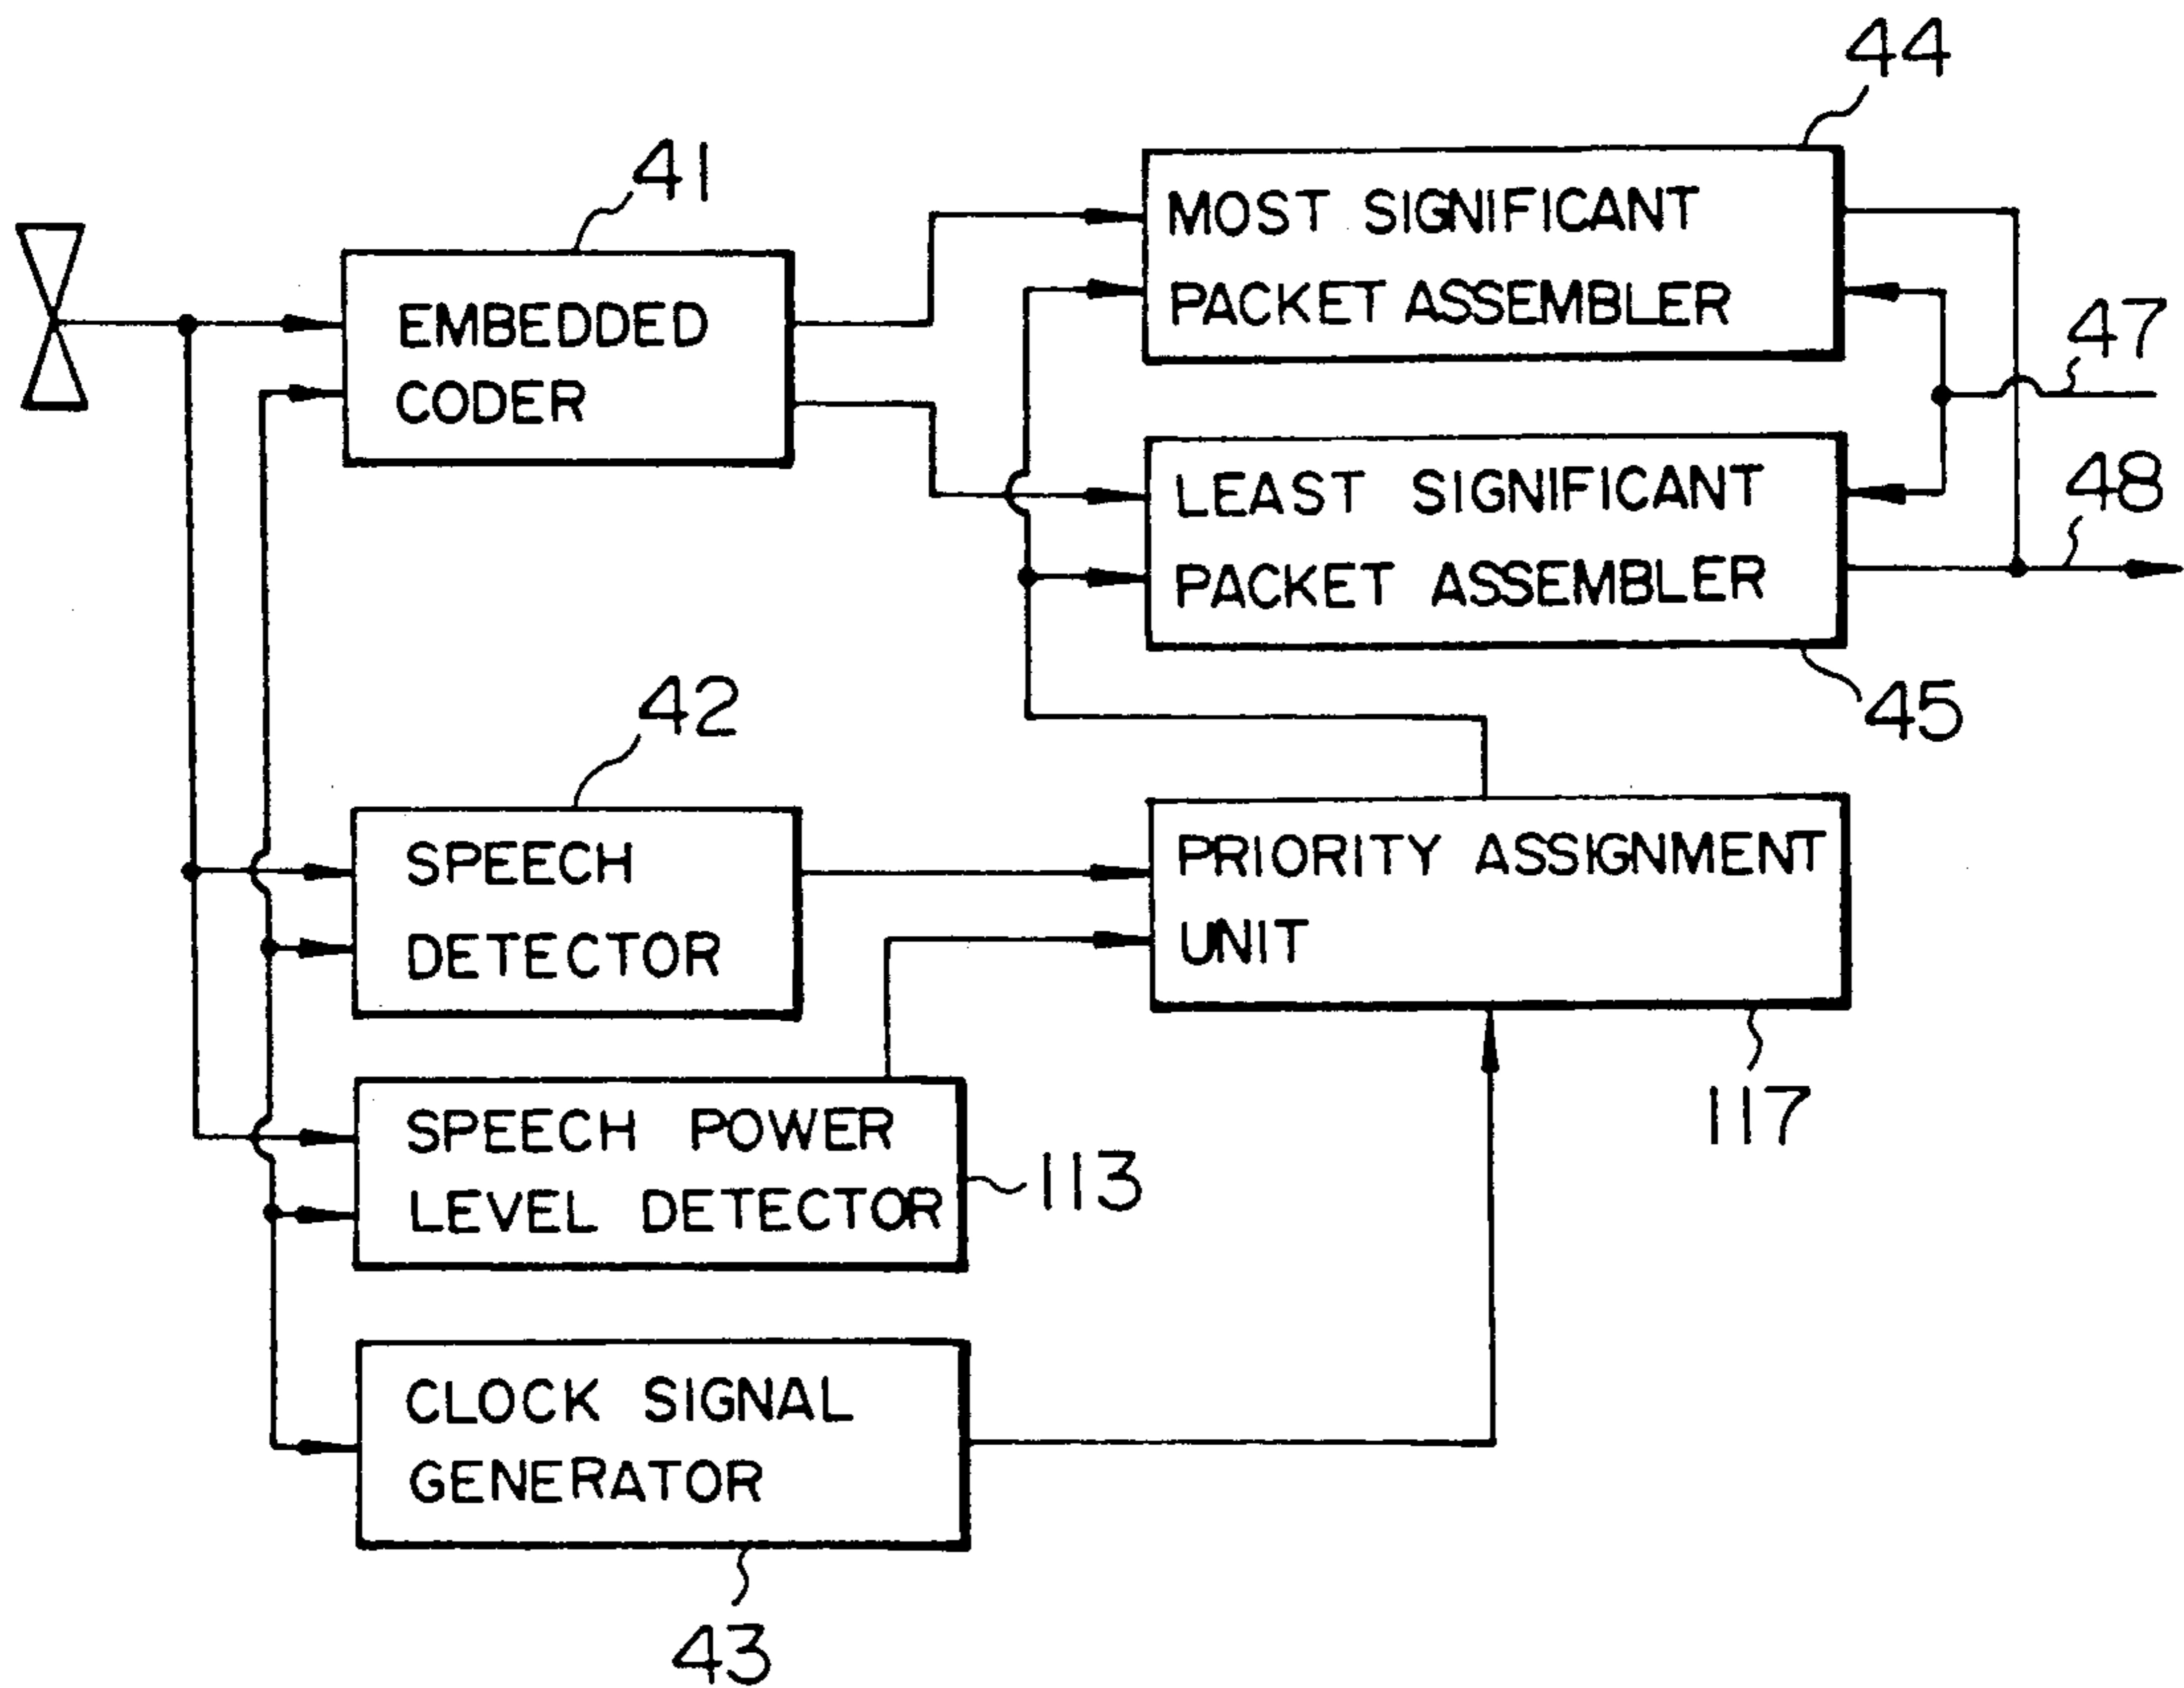 44
41
MOST SIGNIFICANT
PACKET ASSEMBLER
EMBEDDED
CODER
47
LEAST SIGNIFICANT
PACKET ASSEMBLER
48
45
42
SPEECH
DETECTOR
PRIORITY ASSIGNMENT
UNIT
117
SPEECH POWER
LEVEL DETECTOR
113
CLOCK SIGNAL
GENERATOR
43